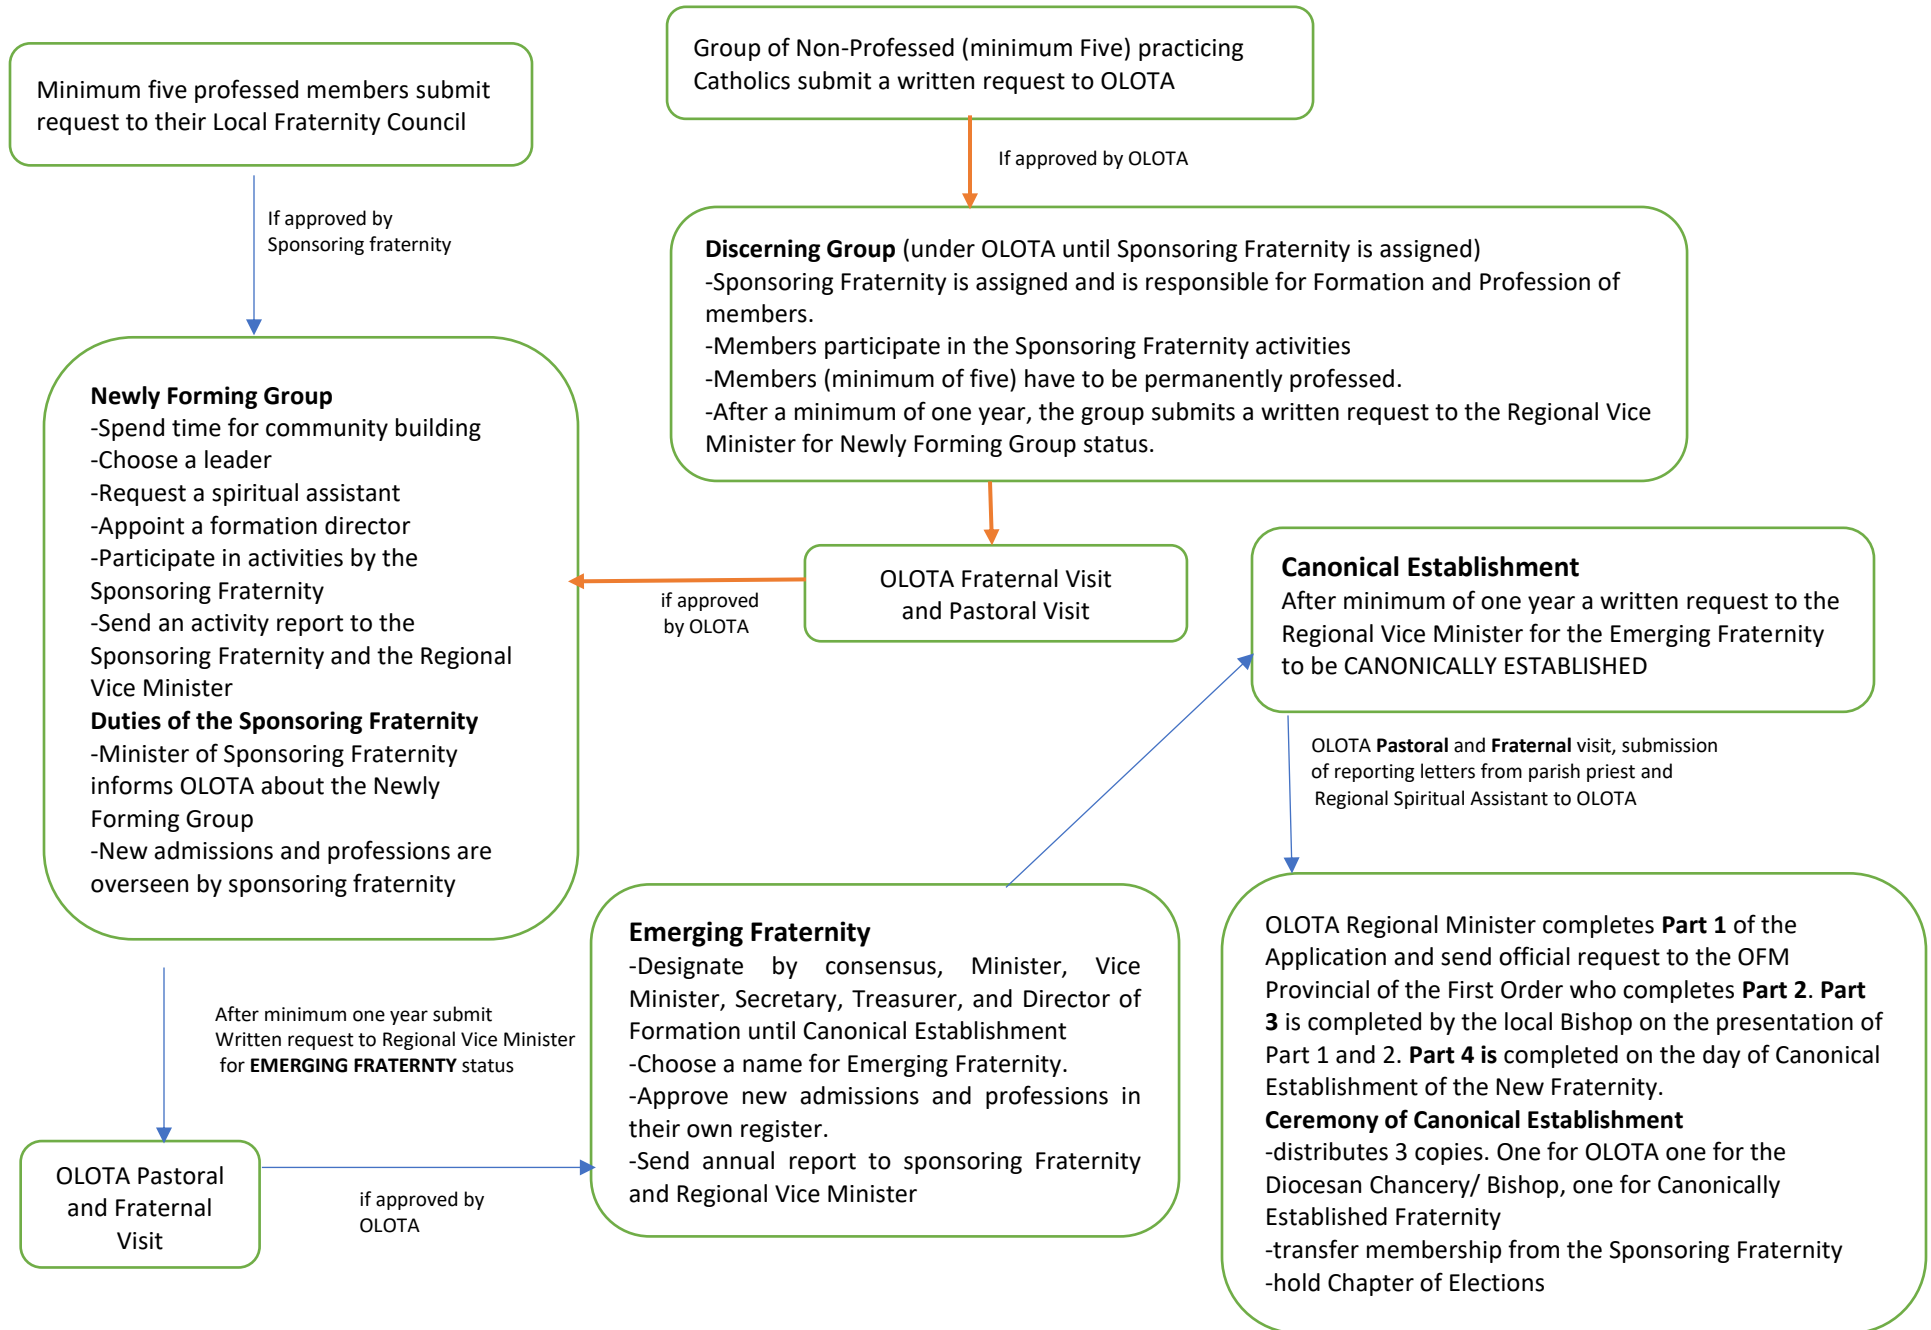 Minimum five professed members submit
request to their Local Fraternity Council
Group of Non-Professed (minimum Five) practicing
Catholics submit a written request to OLOTA
If approved by OLOTA
If approved by
Sponsoring fraternity
Discerning Group (under OLOTA until Sponsoring Fraternity is assigned)
-Sponsoring Fraternity is assigned and is responsible for Formation and Profession of
members.
-Members participate in the Sponsoring Fraternity activities
-Members (minimum of five) have to be permanently professed.
-After a minimum of one year, the group submits a written request to the Regional Vice
Minister for Newly Forming Group status.
OLOTA Fraternal Visit
and Pastoral Visit
if approved
by OLOTA
Newly Forming Group
-Spend time for community building
-Choose a leader
-Request a spiritual assistant
-Appoint a formation director
-Participate in activities by the
Sponsoring Fraternity
-Send an activity report to the
Sponsoring Fraternity and the Regional
Vice Minister
Duties of the Sponsoring Fraternity
-Minister of Sponsoring Fraternity
informs OLOTA about the Newly
Forming Group
-New admissions and professions are
overseen by sponsoring fraternity
After minimum one year submit
Written request to Regional Vice Minister
for EMERGING FRATERNTY status
OLOTA Pastoral
and Fraternal
Visit
if approved by
OLOTA
Emerging Fraternity
-Designate by consensus, Minister, Vice
Minister, Secretary, Treasurer, and Director of
Formation until Canonical Establishment
-Choose a name for Emerging Fraternity.
-Approve new admissions and professions in
their own register.
-Send annual report to sponsoring Fraternity
and Regional Vice Minister
Canonical Establishment
After minimum of one year a written request to the
Regional Vice Minister for the Emerging Fraternity
to be CANONICALLY ESTABLISHED
OLOTA Pastoral and Fraternal visit, submission
of reporting letters from parish priest and
Regional Spiritual Assistant to OLOTA
OLOTA Regional Minister completes Part 1 of the
Application and send official request to the OFM
Provincial of the First Order who completes Part 2. Part
3 is completed by the local Bishop on the presentation of
Part 1 and 2. Part 4 is completed on the day of Canonical
Establishment of the New Fraternity.
Ceremony of Canonical Establishment
-distributes 3 copies. One for OLOTA one for the
Diocesan Chancery/ Bishop, one for Canonically
Established Fraternity
-transfer membership from the Sponsoring Fraternity
-hold Chapter of Elections